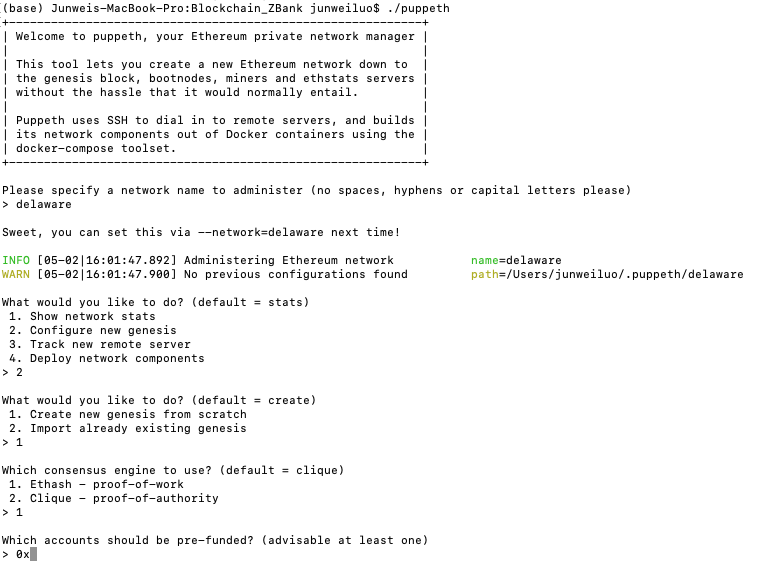 (base) Junweis-MacBook-Pro:Blockchain_ZBank junweiluo$ ./puppeth
+-----------------------------------------------------------+
| Welcome to puppeth, your Ethereum private network manager |
|                                                           |
| This tool lets you create a new Ethereum network down to  |
| the genesis block, bootnodes, miners and ethstats servers |
| without the hassle that it would normally entail.         |
|                                                           |
| Puppeth uses SSH to dial in to remote servers, and builds |
| its network components out of Docker containers using the |
| docker-compose toolset.                                   |
+-----------------------------------------------------------+
Please specify a network name to administer (no spaces, hyphens or capital letters please)
> delaware
Sweet, you can set this via --network=delaware next time!
INFO [05-02|16:01:47.892] Administering Ethereum network           name=delaware
WARN [05-02|16:01:47.900] No previous configurations found         path=/Users/junweiluo/.puppeth/delaware
What would you like to do? (default = stats)
 1. Show network stats
 2. Configure new genesis
 3. Track new remote server
 4. Deploy network components
> 2
What would you like to do? (default = create)
 1. Create new genesis from scratch
 2. Import already existing genesis
> 1
Which consensus engine to use? (default = clique)
 1. Ethash - proof-of-work
 2. Clique - proof-of-authority
> 1
Which accounts should be pre-funded? (advisable at least one)
> 0x